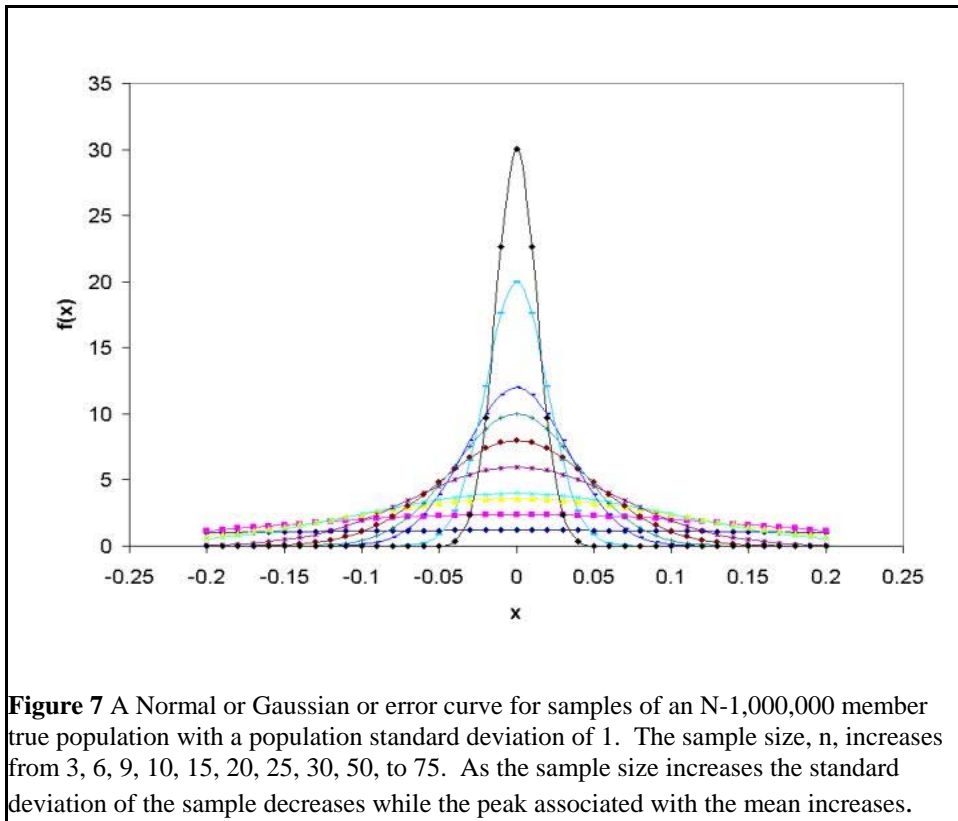 35
30
25
20
15
10
5
0
f(x)
-0.25 -0.2 -0.15 -0.1 -0.05 0 0.05 0.1 0.15 0.2 0.25
x
Figure 7 A Normal or Gaussian or error curve for samples of an N-1,000,000 member
true population with a population standard deviation of 1. The sample size, n, increases
from 3, 6, 9, 10, 15, 20, 25, 30, 50, to 75. As the sample size increases the standard
deviation of the sample decreases while the peak associated with the mean increases.